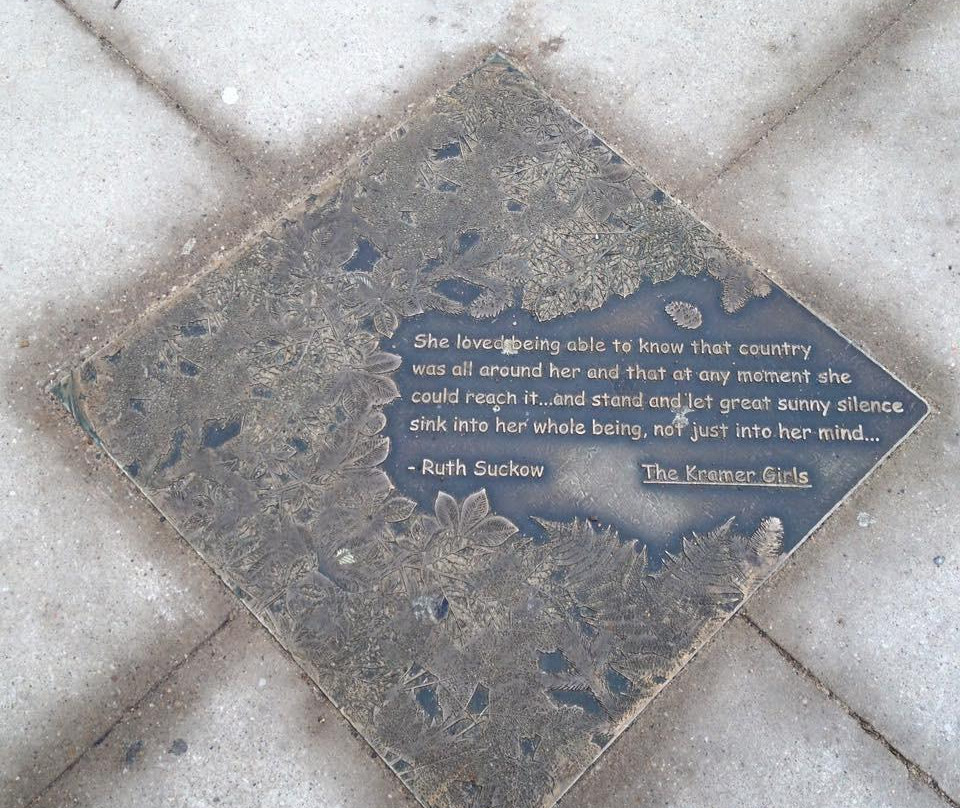 She loved being able to know that country
was all around her and that at any moment she
could reach it...and stand and let great sunny silence
sink into her whole being, not just into her mind...
- Ruth Suckow The Kramer Girls